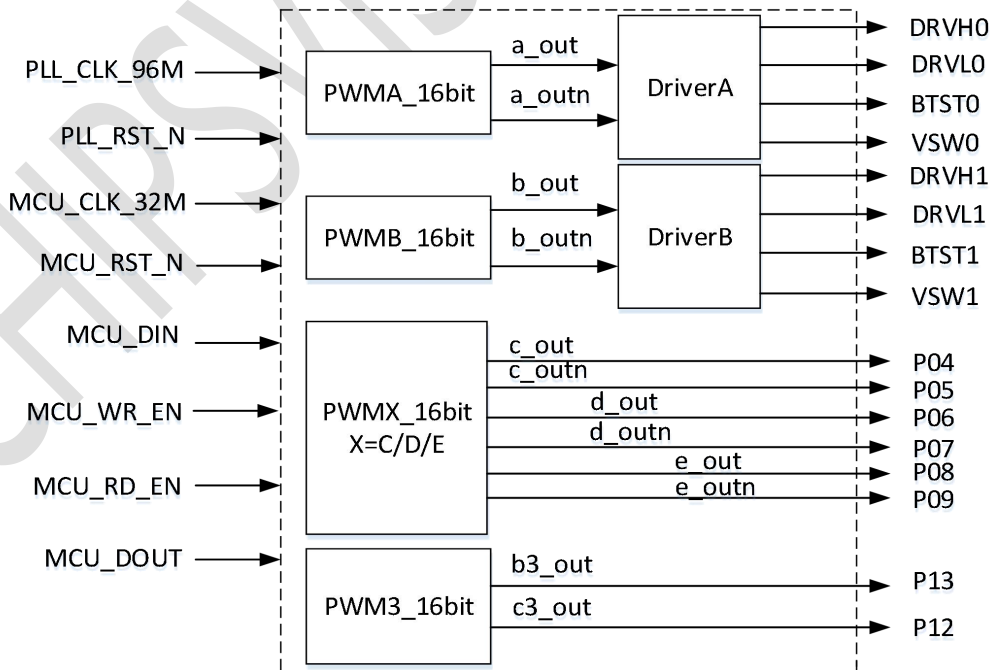 PLL_CLK_96M
PLL_RST_N
MCU_CLK_32M
MCU_RST_N
MCU_DIN
MCU_WR_EN
MCU_RD_EN
MCU_DOUT
PWMA_16bit
a_out
a_outn
DriverA
DRVH0
DRVL0
BTST0
VSW0
PWMB_16bit
b_out
b_outn
DriverB
DRVH1
DRVL1
BTST1
VSW1
PWMX_16bit
X=C/D/E
c_out
c_outn
d_out
d_outn
e_out
e_outn
P04
P05
P06
P07
P08
P09
PWM3_16bit
b3_out
c3_out
P13
P12